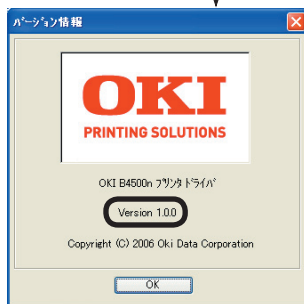 ﾊﾞｰｼﾞｮﾝ情報
OKI
PRINTING SOLUTIONS
OKI B4500n ﾌﾟﾘﾝﾀ ﾄﾞﾗｲﾊﾞ
Version 1.0.0
Copyright (C) 2006 Oki Data Corporation
OK